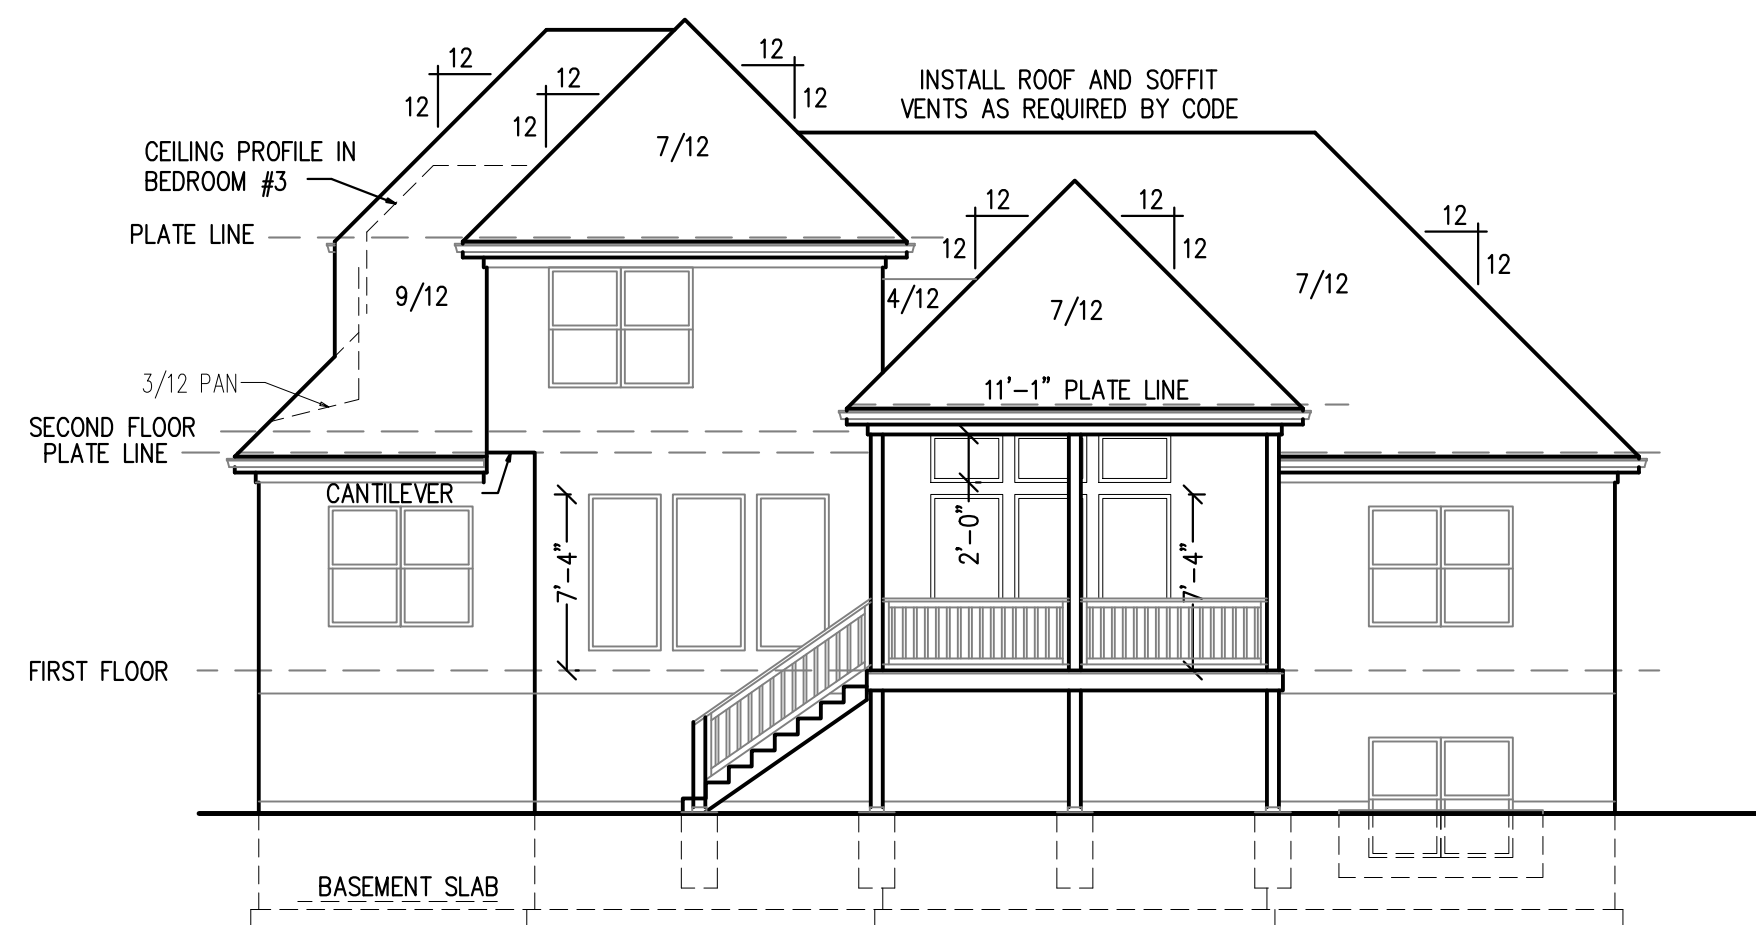 12
12
12
12
12
12
INSTALL ROOF AND SOFFIT
VENTS AS REQUIRED BY CODE
CEILING PROFILE IN
BEDROOM #3
7/12
PLATE LINE
12
12
12
12
12
12
9/12
4/12
7/12
7/12
3/12 PAN
11'-1" PLATE LINE
SECOND FLOOR
PLATE LINE
CANTILEVER
7'-4"
2'-0"
7'-4"
FIRST FLOOR
BASEMENT SLAB